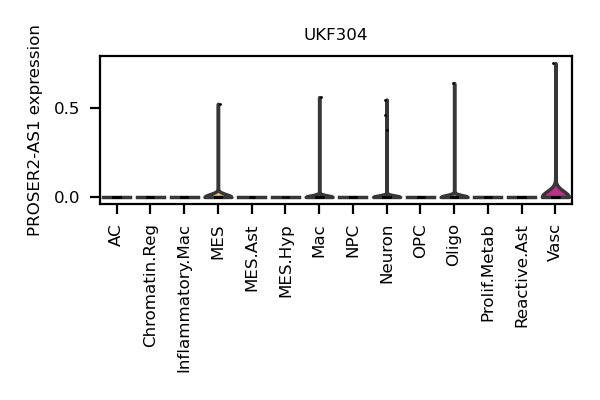 UKF304
PROSER2-AS1 expression
0.5
0.0
AC
Chromatin.Reg
Inflammatory.Mac
MES
MES.Ast
MES.Hyp
Mac
NPC
Neuron
OPC
Oligo
Prolif.Metab
Reactive.Ast
Vasc